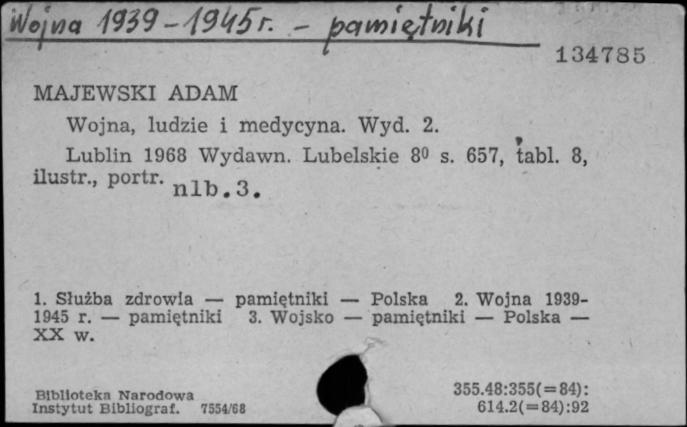 Wojna 1939-1945 r. - pamiętniki
134785
MAJEWSKI ADAM
Wojna, ludzie i medycyna. Wyd. 2.
Lublin 1968 Wydawn. Lubelskie 8⁰ s. 657, tabl. 8,
ilustr., portr. nlb.3.
1. Służba zdrowia — pamiętniki — Polska 2. Wojna 1939-
1945 r. — pamiętniki 3. Wojsko — pamiętniki — Polska —
XX w.
Biblioteka Narodowa
Instytut Bibliograf. 7554/68
355.48:355(=84):
614.2(=84):92